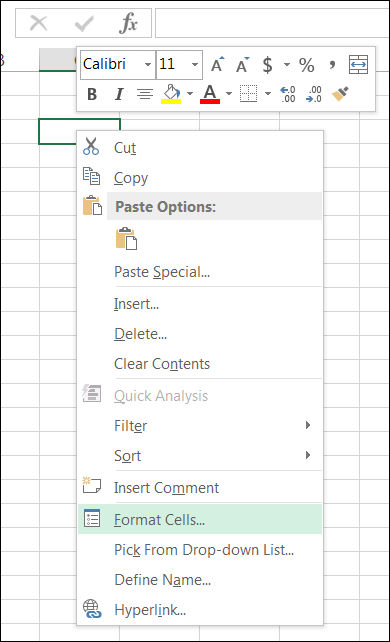 fx
Calibri 11 A A $ % ,
B I A .00 .0
Cut
Copy
Paste Options:
Paste Special...
Insert...
Delete...
Clear Contents
Quick Analysis
Filter
Sort
Insert Comment
Format Cells...
Pick From Drop-down List...
Define Name...
Hyperlink...